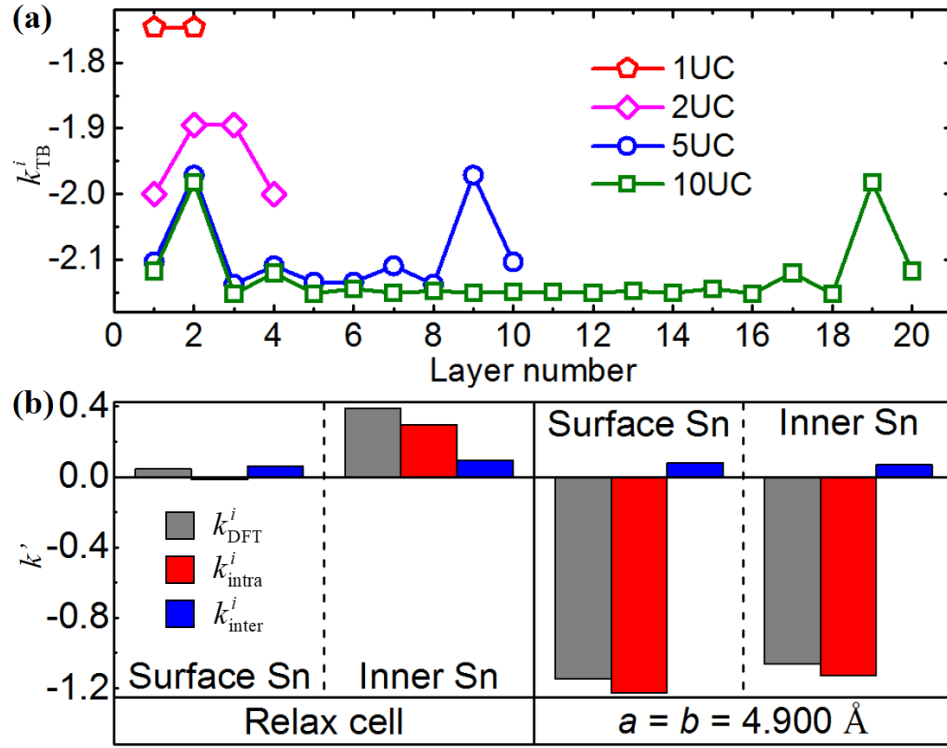 (a)
-1.8
-1.9
-2.0
-2.1
k^i_TB
1UC
2UC
5UC
10UC
0 2 4 6 8 10 12 14 16 18 20
Layer number
(b)
0.4
0.0
-0.4
-0.8
-1.2
k'
Surface Sn Inner Sn
k^i_DFT
k^i_intra
k^i_inter
Surface Sn Inner Sn
Relax cell a = b = 4.900 Å